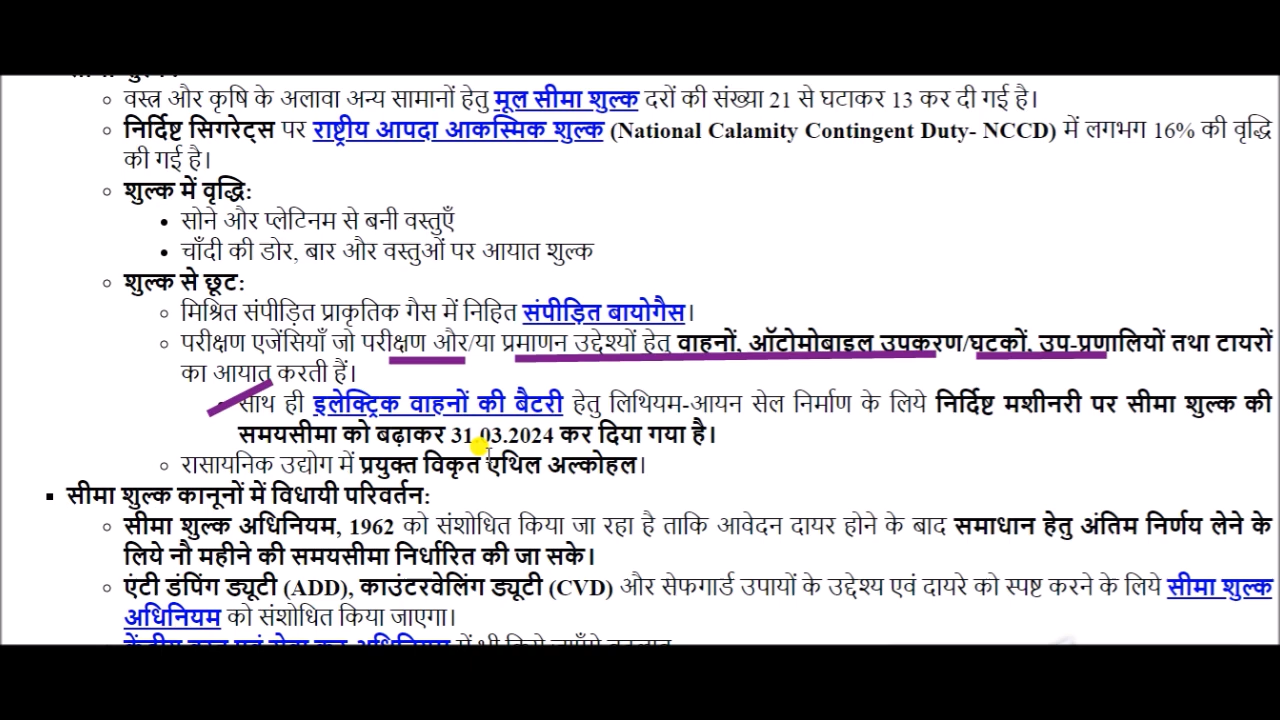 वस्त्र और कृषि के अलावा अन्य सामानों हेतु मूल सीमा शुल्क दरों की संख्या 21 से घटाकर 13 कर दी गई है।
निर्दिष्ट सिगरेट्स पर राष्ट्रीय आपदा आकस्मिक शुल्क (National Calamity Contingent Duty- NCCD) में लगभग 16% की वृद्धि
की गई है।
शुल्क में वृद्धि:
सोने और प्लेटिनम से बनी वस्तुएँ
चाँदी की डोर, बार और वस्तुओं पर आयात शुल्क
शुल्क से छूट:
मिश्रित संपीड़ित प्राकृतिक गैस में निहित संपीड़ित बायोगैस।
परीक्षण एजेंसियाँ जो परीक्षण और/या प्रमाणन उद्देश्यों हेतु वाहनों, ऑटोमोबाइल उपकरण/घटकों, उप-प्रणालियों तथा टायरों
का आयात करती हैं।
साथ ही इलेक्ट्रिक वाहनों की बैटरी हेतु लिथियम-आयन सेल निर्माण के लिये निर्दिष्ट मशीनरी पर सीमा शुल्क की
समयसीमा को बढ़ाकर 31.03.2024 कर दिया गया है।
रासायनिक उद्योग में प्रयुक्त विकृत एथिल अल्कोहल।
सीमा शुल्क कानूनों में विधायी परिवर्तन:
सीमा शुल्क अधिनियम, 1962 को संशोधित किया जा रहा है ताकि आवेदन दायर होने के बाद समाधान हेतु अंतिम निर्णय लेने के
लिये नौ महीने की समयसीमा निर्धारित की जा सके।
एंटी डंपिंग ड्यूटी (ADD), काउंटरवेलिंग ड्यूटी (CVD) और सेफगार्ड उपायों के उद्देश्य एवं दायरे को स्पष्ट करने के लिये सीमा शुल्क
अधिनियम को संशोधित किया जाएगा।